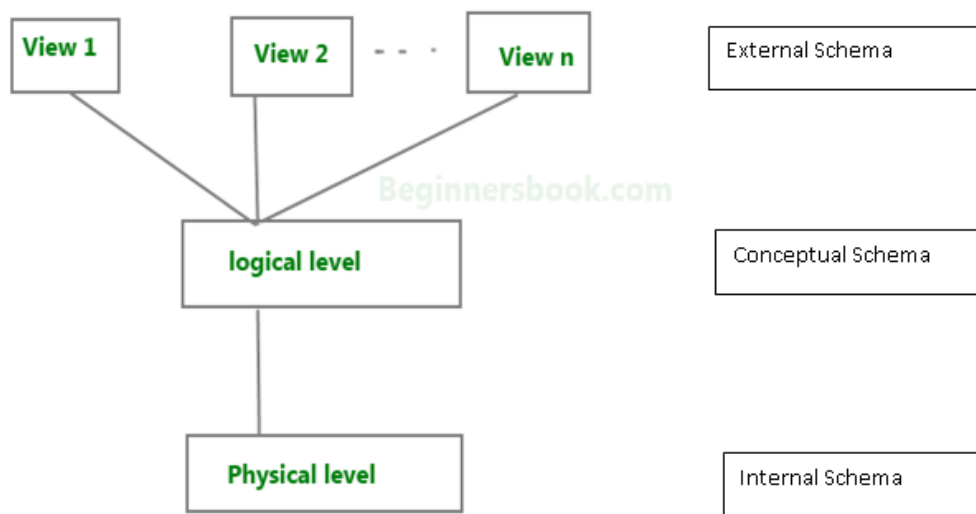 View 1
View 2
View n
External Schema
Beginnersbook.com
logical level
Conceptual Schema
Physical level
Internal Schema